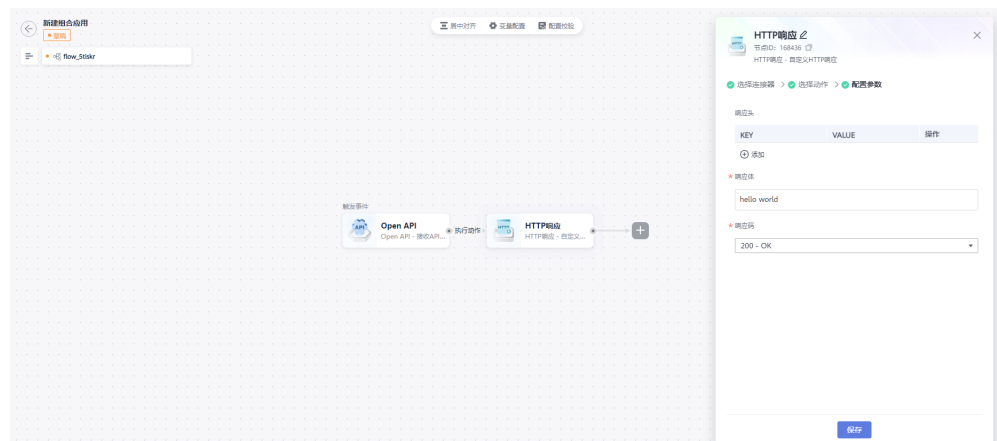 新建组合应用
草稿
flow_5tiskr
居中对齐 变量配置 配置校验
触发事件
Open API
Open API - 接收API...
执行动作
HTTP响应
HTTP响应 - 自定义...
HTTP响应
节点ID: 168436
HTTP响应 - 自定义HTTP响应
选择连接器 > 选择动作 > 配置参数
响应头
KEY VALUE 操作
添加
* 响应体
hello world
* 响应码
200 - OK
保存